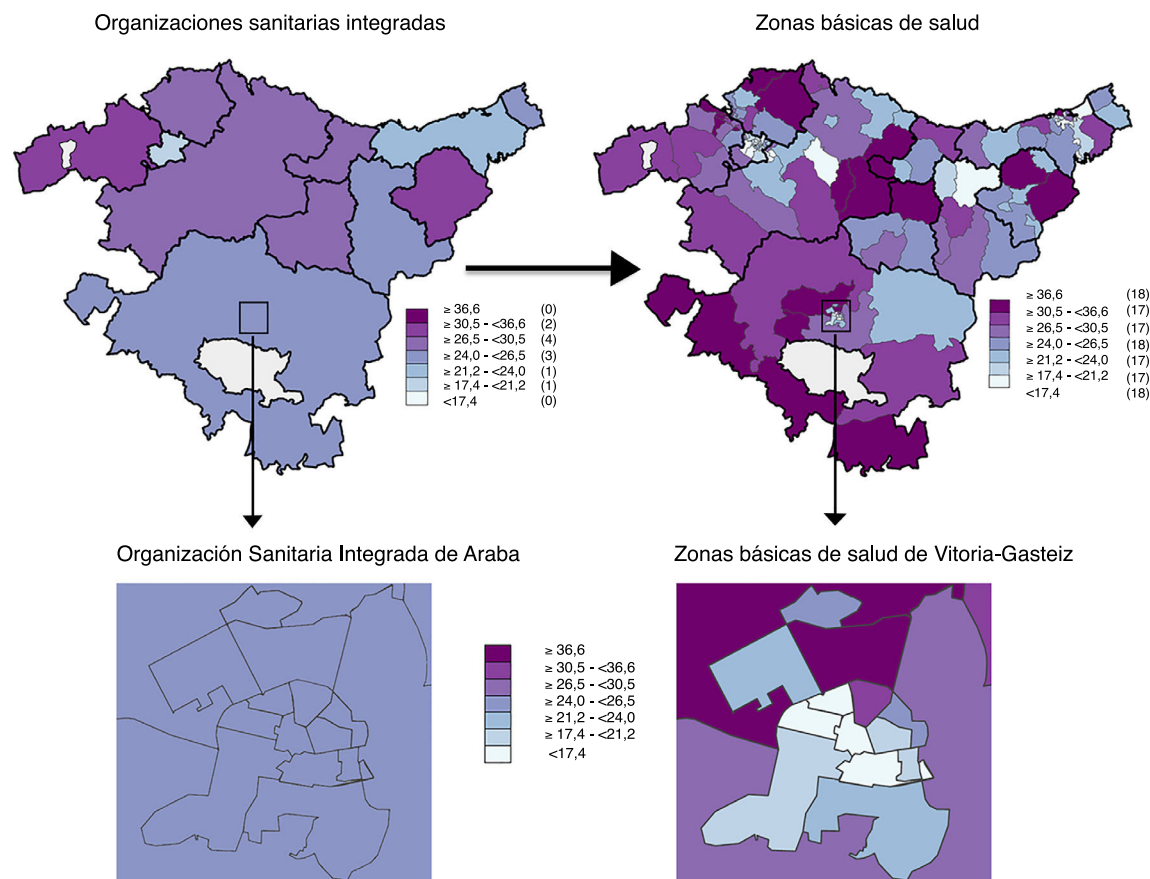 Organizaciones sanitarias integradas
Zonas básicas de salud
≥ 36,6 (0)
≥ 30,5 - <36,6 (2)
≥ 26,5 - <30,5 (4)
≥ 24,0 - <26,5 (3)
≥ 21,2 - <24,0 (1)
≥ 17,4 - <21,2 (1)
<17,4 (0)
≥ 36,6 (18)
≥ 30,5 - <36,6 (17)
≥ 26,5 - <30,5 (17)
≥ 24,0 - <26,5 (18)
≥ 21,2 - <24,0 (17)
≥ 17,4 - <21,2 (17)
<17,4 (18)
Organización Sanitaria Integrada de Araba
Zonas básicas de salud de Vitoria-Gasteiz
≥ 36,6
≥ 30,5 - <36,6
≥ 26,5 - <30,5
≥ 24,0 - <26,5
≥ 21,2 - <24,0
≥ 17,4 - <21,2
<17,4